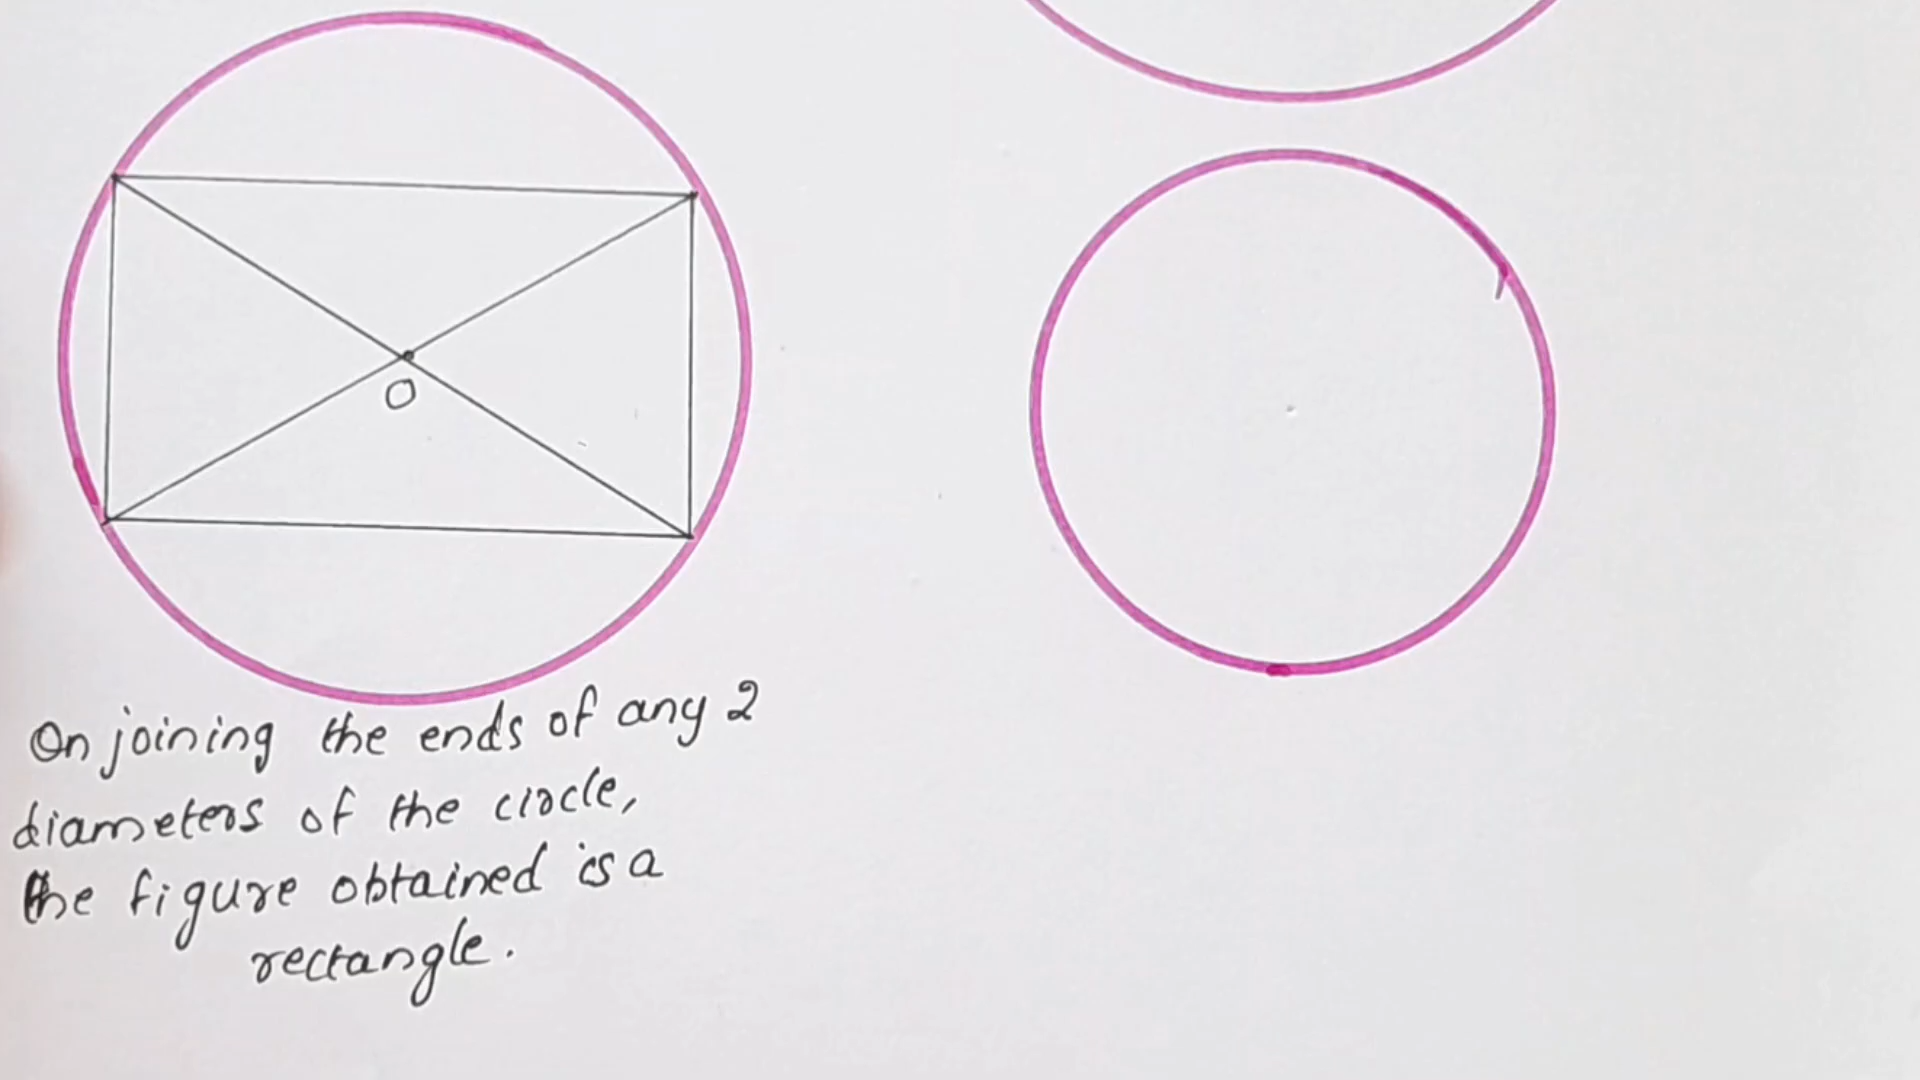 O
On joining the ends of any 2
diameters of the circle,
the figure obtained is a
rectangle.